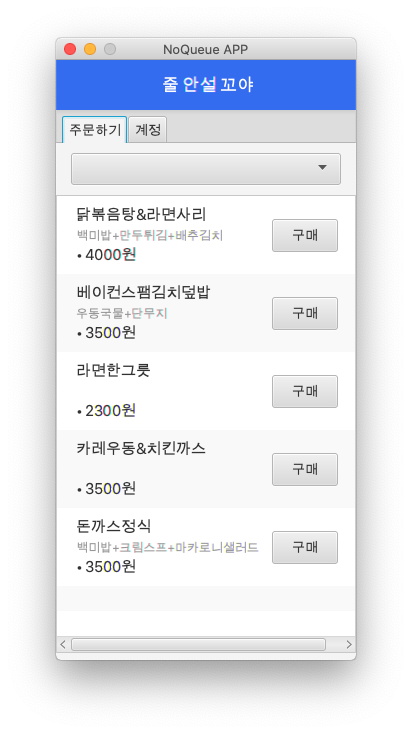 NoQueue APP
줄 안설 꼬야
주문하기 계정
닭볶음탕&라면사리
백미밥+만두튀김+배추김치
• 4000원
구매
베이컨스팸김치덮밥
우동국물+단무지
• 3500원
구매
라면한그릇
• 2300원
구매
카레우동&치킨까스
• 3500원
구매
돈까스정식
백미밥+크림스프+마카로니샐러드
• 3500원
구매